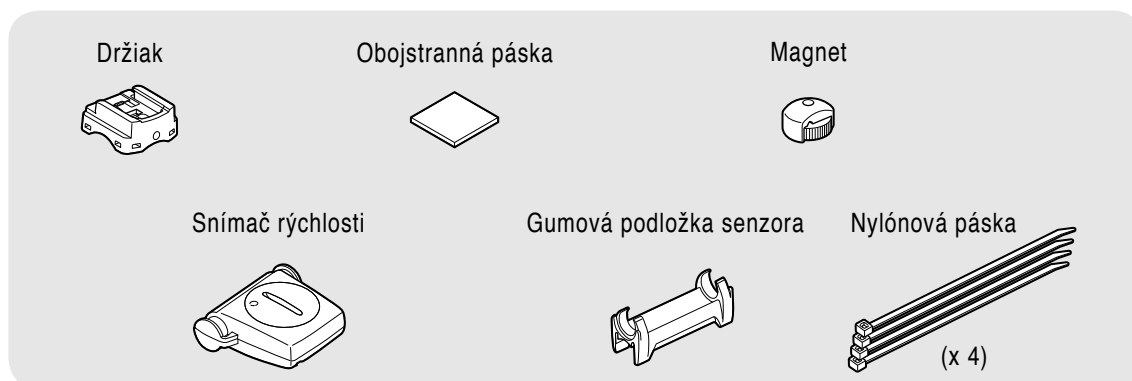 Držiak
Obojstranná páska
Magnet
Snímač rýchlosti
Gumová podložka senzora
Nylónová páska
(x 4)